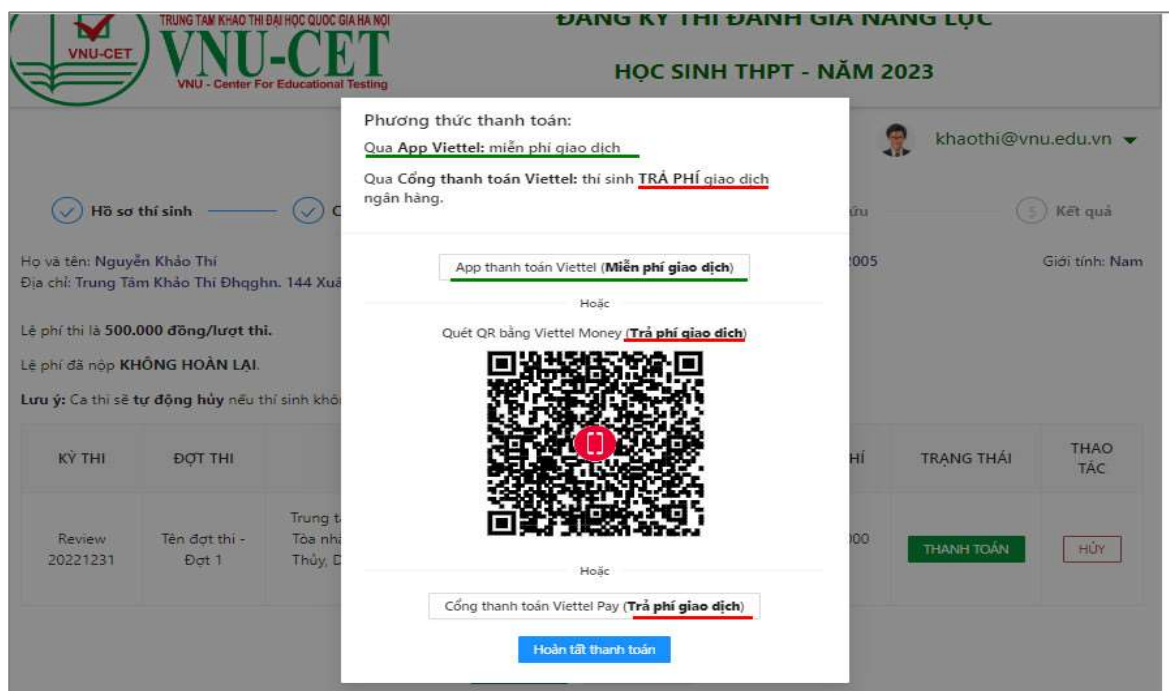 TRUNG TÂM KHẢO THÍ ĐẠI HỌC QUỐC GIA HÀ NỘI
VNU-CET
VNU-CET
VNU - Center For Educational Testing
ĐĂNG KÝ THI ĐÁNH GIÁ NĂNG LỰC
HỌC SINH THPT - NĂM 2023
khaothi@vnu.edu.vn
Hồ sơ thí sinh
C
ứu
5 Kết quả
Họ và tên: Nguyễn Khảo Thí
2005
Giới tính: Nam
Địa chỉ: Trung Tâm Khảo Thí Đhqghn. 144 Xuâ
Lệ phí thi là 500.000 đồng/lượt thi.
Lệ phí đã nộp KHÔNG HOÀN LẠI.
Lưu ý: Ca thi sẽ tự động hủy nếu thí sinh khôn
KỲ THI
ĐỢT THI
HÍ
TRẠNG THÁI
THAO
TÁC
Review
20221231
Tên đợt thi -
Đợt 1
Trung t
Tòa nhà
Thủy, D
000
THANH TOÁN
HỦY
Phương thức thanh toán:
Qua App Viettel: miễn phí giao dịch
Qua Cổng thanh toán Viettel: thí sinh TRẢ PHÍ giao dịch
ngân hàng.
App thanh toán Viettel (Miễn phí giao dịch)
Hoặc
Quét QR bằng Viettel Money (Trả phí giao dịch)
Hoặc
Cổng thanh toán Viettel Pay (Trả phí giao dịch)
Hoàn tất thanh toán